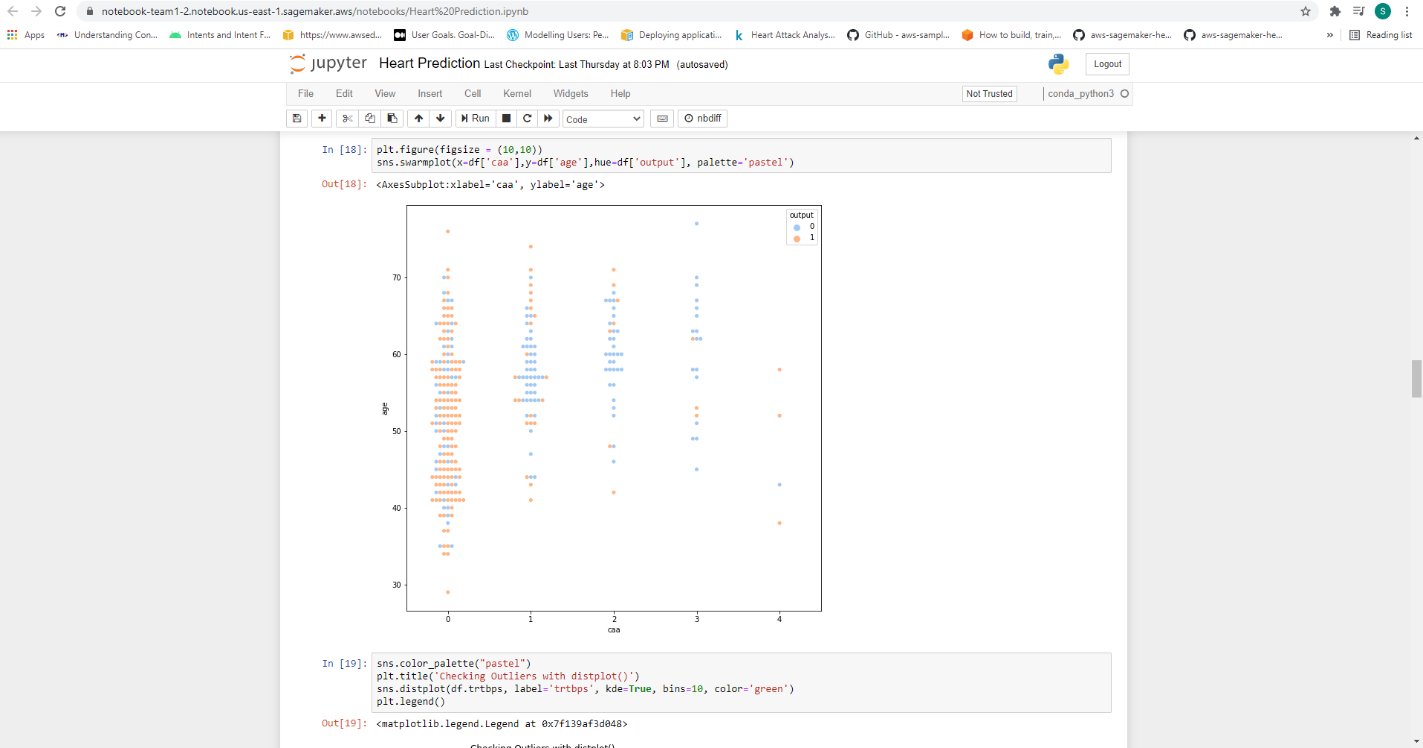 notebook-team1-2.notebook.us-east-1.sagemaker.aws/notebooks/Heart%20Prediction.ipynb
S
Apps Understanding Con... Intents and Intent F... https://www.awsed... User Goals. Goal-Di... Modelling Users: Pe... Deploying applicati... Heart Attack Analys... GitHub - aws-sampl... How to build, train,... aws-sagemaker-he... aws-sagemaker-he... » Reading list
jupyter Heart Prediction Last Checkpoint: Last Thursday at 8:03 PM (autosaved) Logout
File Edit View Insert Cell Kernel Widgets Help Not Trusted conda_python3
Run Code nbdiff
In [18]: plt.figure(figsize = (10,10))
sns.swarmplot(x=df['caa'],y=df['age'],hue=df['output'], palette='pastel')
Out[18]: <AxesSubplot:xlabel='caa', ylabel='age'>
output
0
1
70
60
age
50
40
30
0 1 2 3 4
caa
In [19]: sns.color_palette("pastel")
plt.title('Checking Outliers with distplot()')
sns.distplot(df.trtbps, label='trtbps', kde=True, bins=10, color='green')
plt.legend()
Out[19]: <matplotlib.legend.Legend at 0x7f139af3d048>
Checking Outliers with distplot()